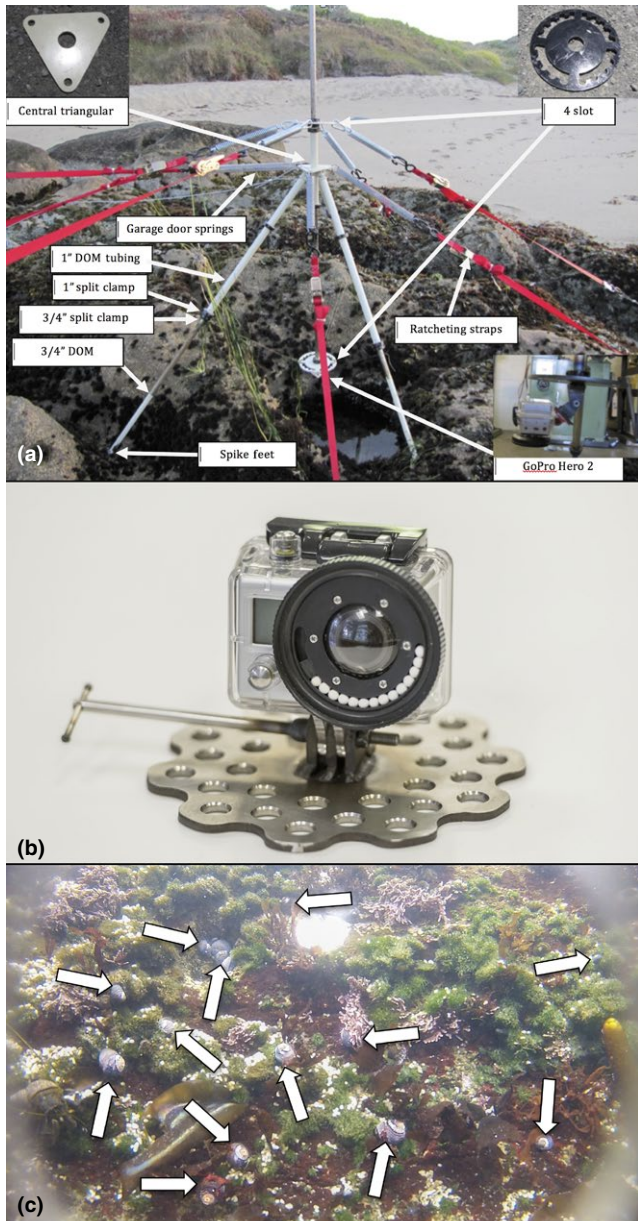 Central triangular
4 slot
Garage door springs
1" DOM tubing
1" split clamp
3/4" split clamp
3/4" DOM
Ratcheting straps
Spike feet
GoPro Hero 2
(a)
(b)
(c)